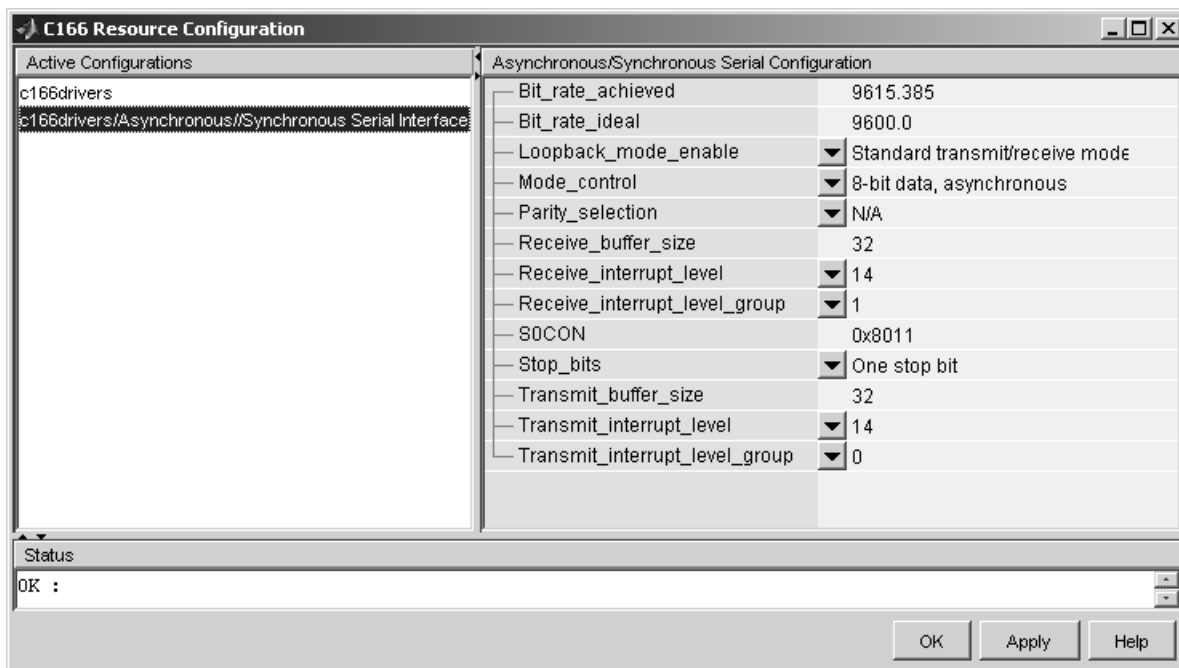 C166 Resource Configuration
Active Configurations
c166drivers
c166drivers/Asynchronous//Synchronous Serial Interface
Asynchronous/Synchronous Serial Configuration
Bit_rate_achieved 9615.385
Bit_rate_ideal 9600.0
Loopback_mode_enable Standard transmit/receive mode
Mode_control 8-bit data, asynchronous
Parity_selection N/A
Receive_buffer_size 32
Receive_interrupt_level 14
Receive_interrupt_level_group 1
S0CON 0x8011
Stop_bits One stop bit
Transmit_buffer_size 32
Transmit_interrupt_level 14
Transmit_interrupt_level_group 0
Status
OK :
OK Apply Help